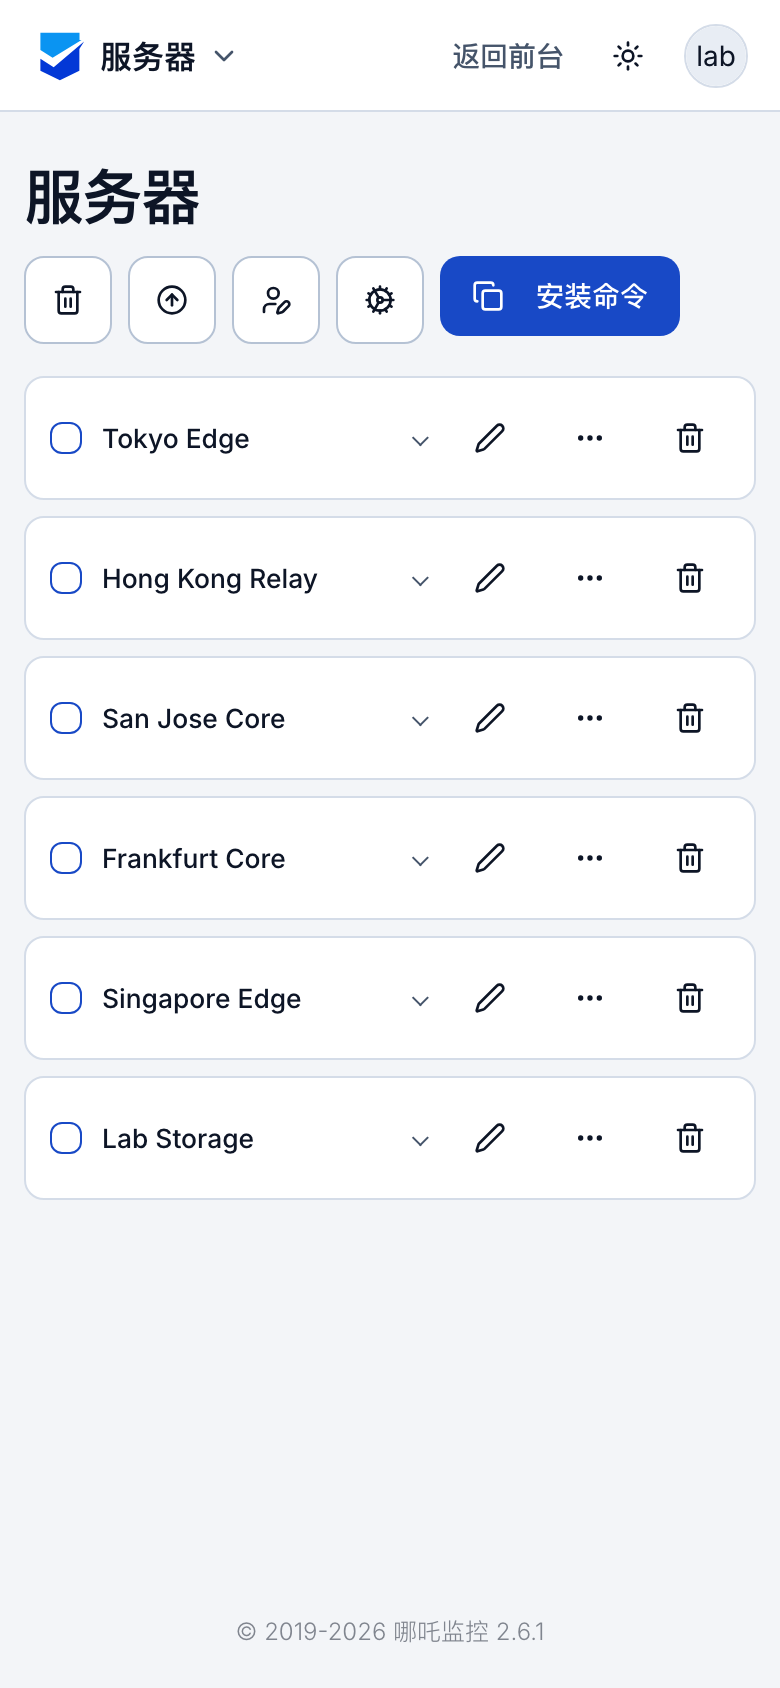 服务器
返回前台
lab
服务器
安装命令
Tokyo Edge
Hong Kong Relay
San Jose Core
Frankfurt Core
Singapore Edge
Lab Storage
© 2019-2026 哪吒监控 2.6.1